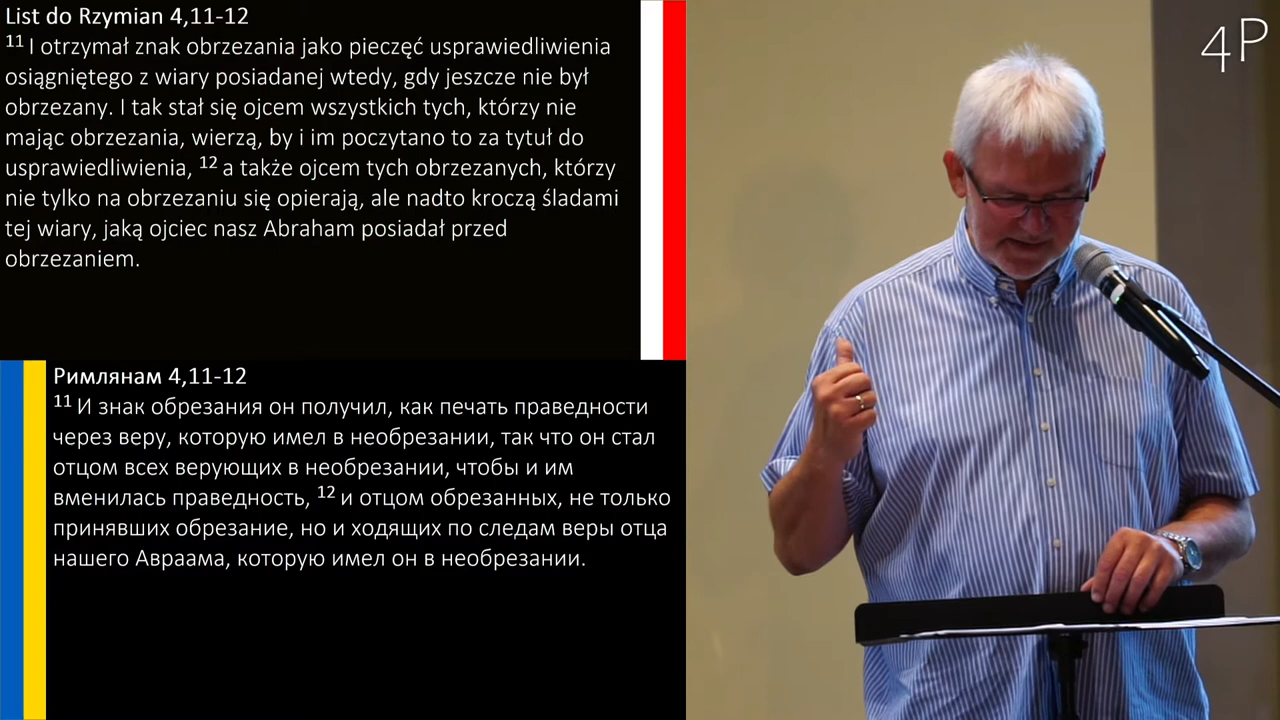 List do Rzymian 4,11-12
11 I otrzymał znak obrzezania jako pieczęć usprawiedliwienia
osiągniętego z wiary posiadanej wtedy, gdy jeszcze nie był
obrzezany. I tak stał się ojcem wszystkich tych, którzy nie
mając obrzezania, wierzą, by i im poczytano to za tytuł do
usprawiedliwienia, 12 a także ojcem tych obrzezanych, którzy
nie tylko na obrzezaniu się opierają, ale nadto kroczą śladami
tej wiary, jaką ojciec nasz Abraham posiadał przed
obrzezaniem.
Римлянам 4,11-12
11 И знак обрезания он получил, как печать праведности
через веру, которую имел в необрезании, так что он стал
отцом всех верующих в необрезании, чтобы и им
вменилась праведность, 12 и отцом обрезанных, не только
принявших обрезание, но и ходящих по следам веры отца
нашего Авраама, которую имел он в необрезании.
4P